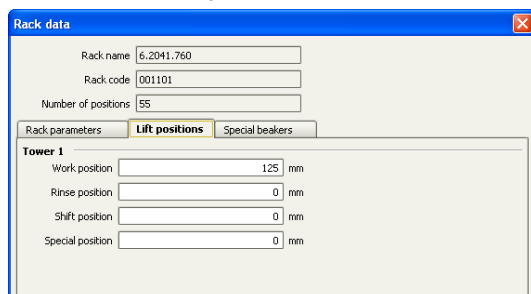 Rack data
Rack name 6.2041.760
Rack code 001101
Number of positions 55
Rack parameters Lift positions Special beakers
Tower 1
Work position 125 mm
Rinse position 0 mm
Shift position 0 mm
Special position 0 mm